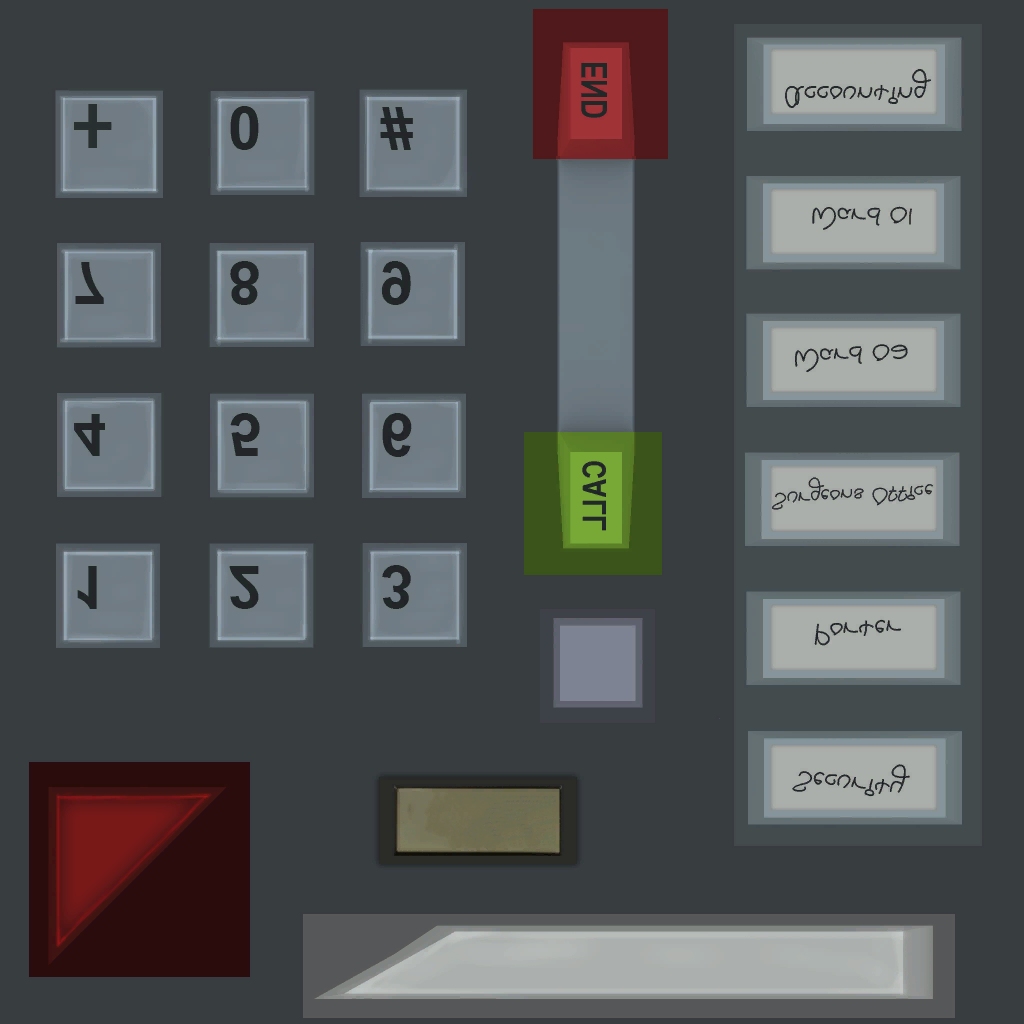 1 2 3
4 5 6
7 8 9
+ 0 #
CALL
END
Security
Porter
Surgeons Office
Ward 02
Ward 01
Accounting